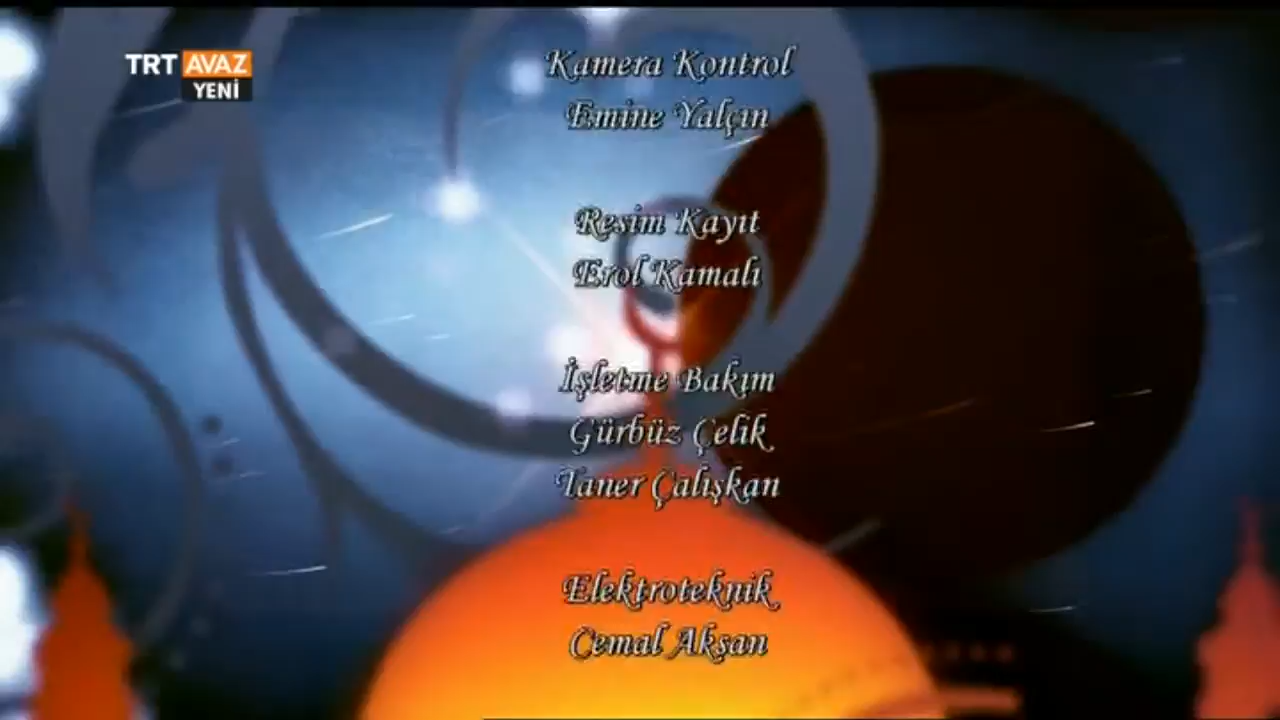 TRT AVAZ
YENİ
Kamera Kontrol
Emine Yalçın
Resim Kayıt
Erol Kamalı
İşletme Bakım
Gürbüz Çelik
Taner Çalışkan
Elektroteknik
Cemal Akşan